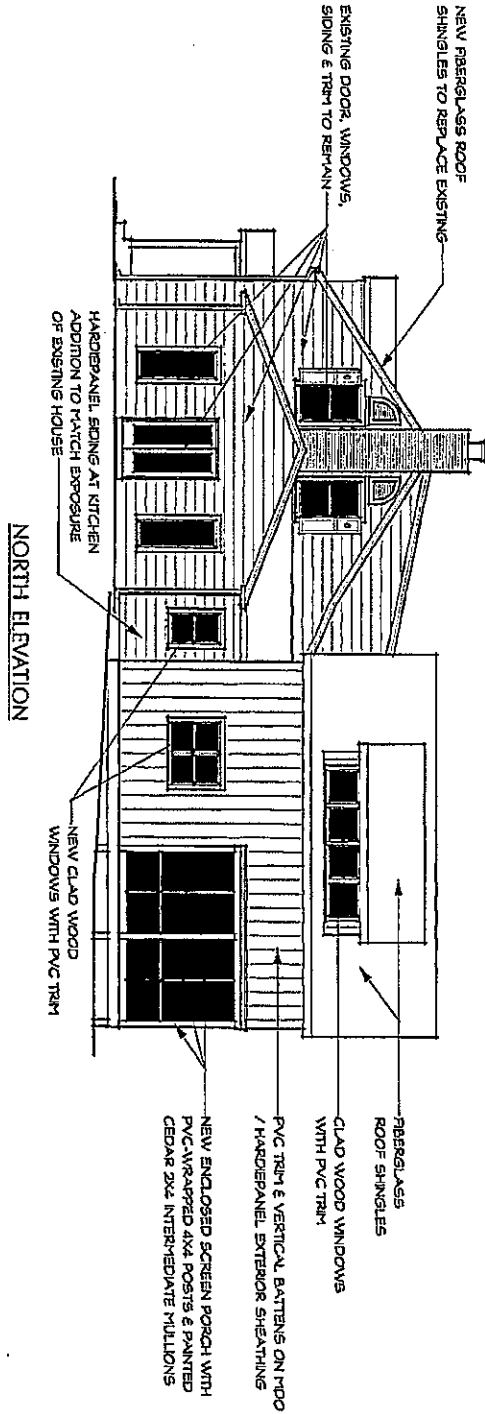 NEW FIBERGLASS ROOF
SHINGLES TO REPLACE EXISTING
EXISTING DOOR, WINDOWS,
SIDING & TRIM TO REMAIN
HARDIEPANEL SIDING AT KITCHEN
ADDITION TO MATCH EXPOSURE
OF EXISTING HOUSE
NEW CLAD WOOD
WINDOWS WITH PVC TRIM
FIBERGLASS
ROOF SHINGLES
CLAD WOOD WINDOWS
WITH PVC TRIM
PVC TRIM & VERTICAL BATTENS ON MDO
/ HARDIEPANEL EXTERIOR SHEATHING
NEW ENCLOSED SCREEN PORCH WITH
PVC-WRAPPED 4X4 POSTS & PAINTED
CEDAR 2X4 INTERMEDIATE MULLIONS
NORTH ELEVATION